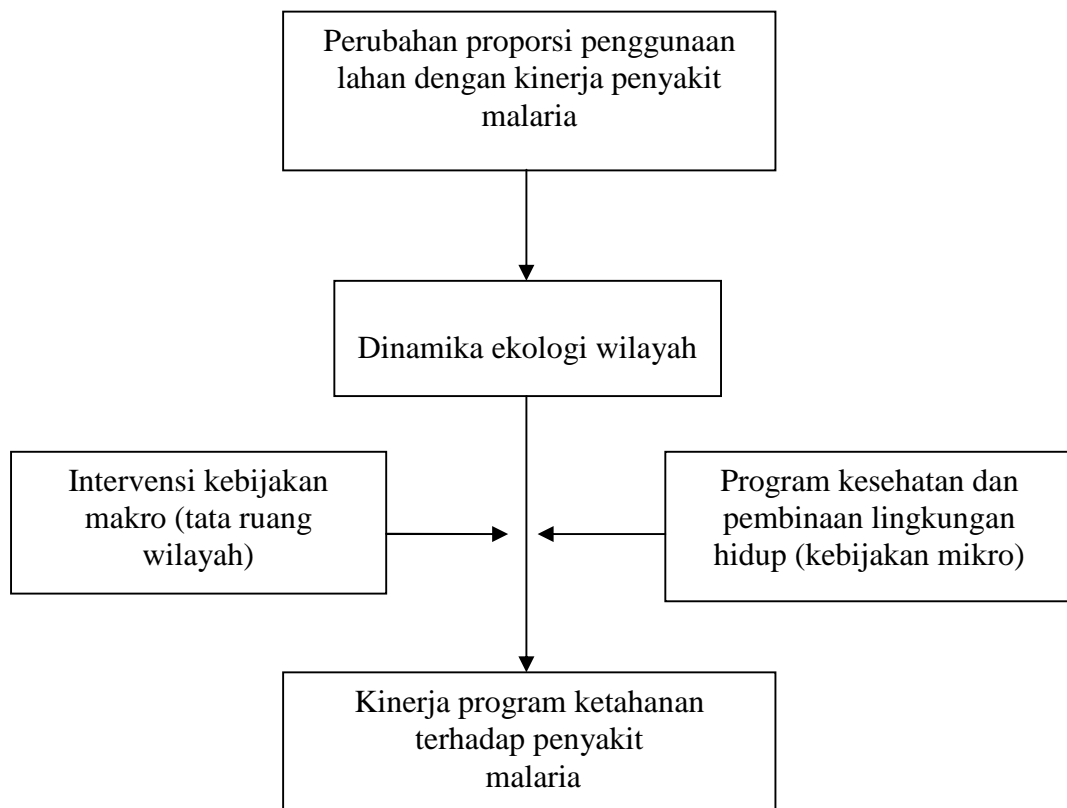 Perubahan proporsi penggunaan
lahan dengan kinerja penyakit
malaria
Dinamika ekologi wilayah
Intervensi kebijakan
makro (tata ruang
wilayah)
Program kesehatan dan
pembinaan lingkungan
hidup (kebijakan mikro)
Kinerja program ketahanan
terhadap penyakit
malaria